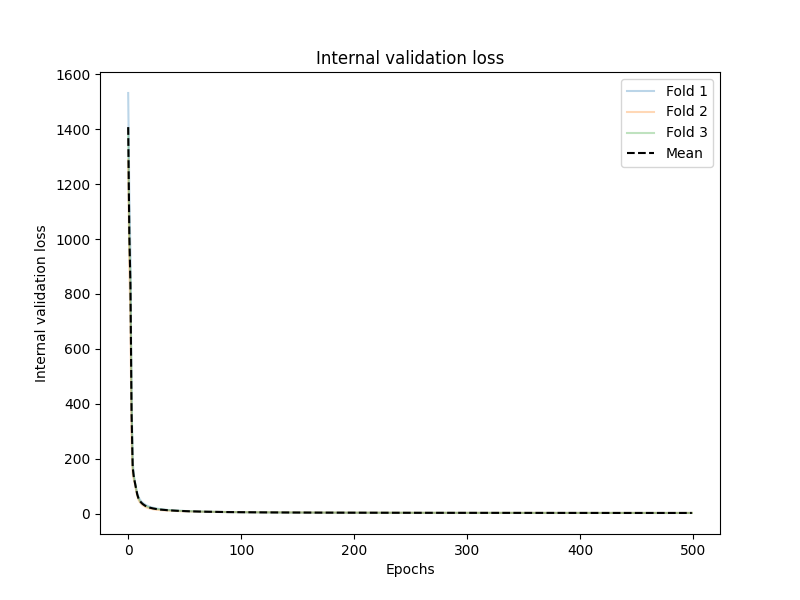 Internal validation loss
1600
1400
1200
1000
800
600
400
200
0
Internal validation loss
Fold 1
Fold 2
Fold 3
Mean
0 100 200 300 400 500
Epochs